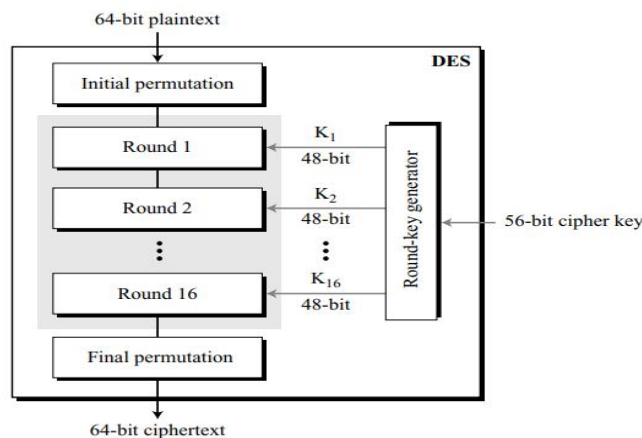 64-bit plaintext
DES
Initial permutation
Round 1
K1
48-bit
Round 2
K2
48-bit
Round-key generator
56-bit cipher key
Round 16
K16
48-bit
Final permutation
64-bit ciphertext